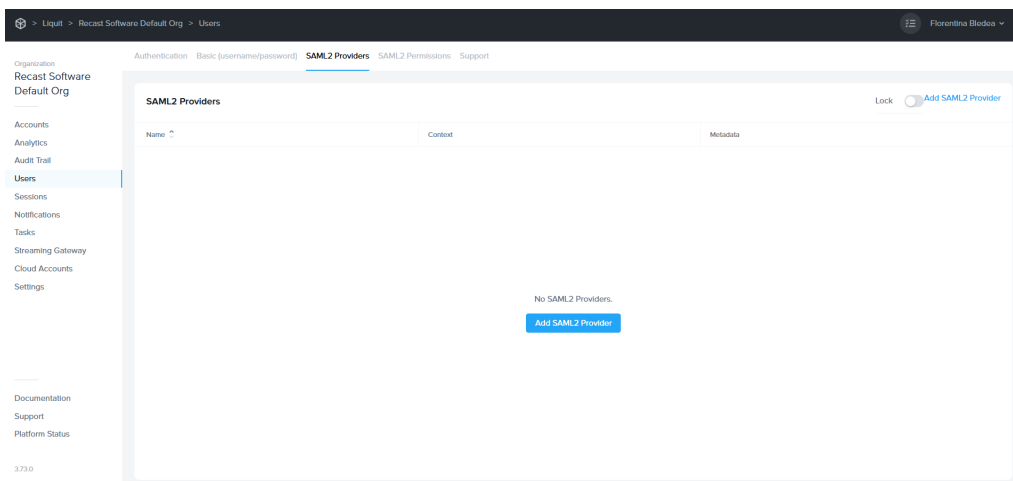 > Liquit > Recast Software Default Org > Users
Florentina Bledea
Organization
Recast Software
Default Org
Accounts
Analytics
Audit Trail
Users
Sessions
Notifications
Tasks
Streaming Gateway
Cloud Accounts
Settings
Documentation
Support
Platform Status
3.73.0
Authentication Basic (username/password) SAML2 Providers SAML2 Permissions Support
SAML2 Providers Lock Add SAML2 Provider
Name Context Metadata
No SAML2 Providers.
Add SAML2 Provider